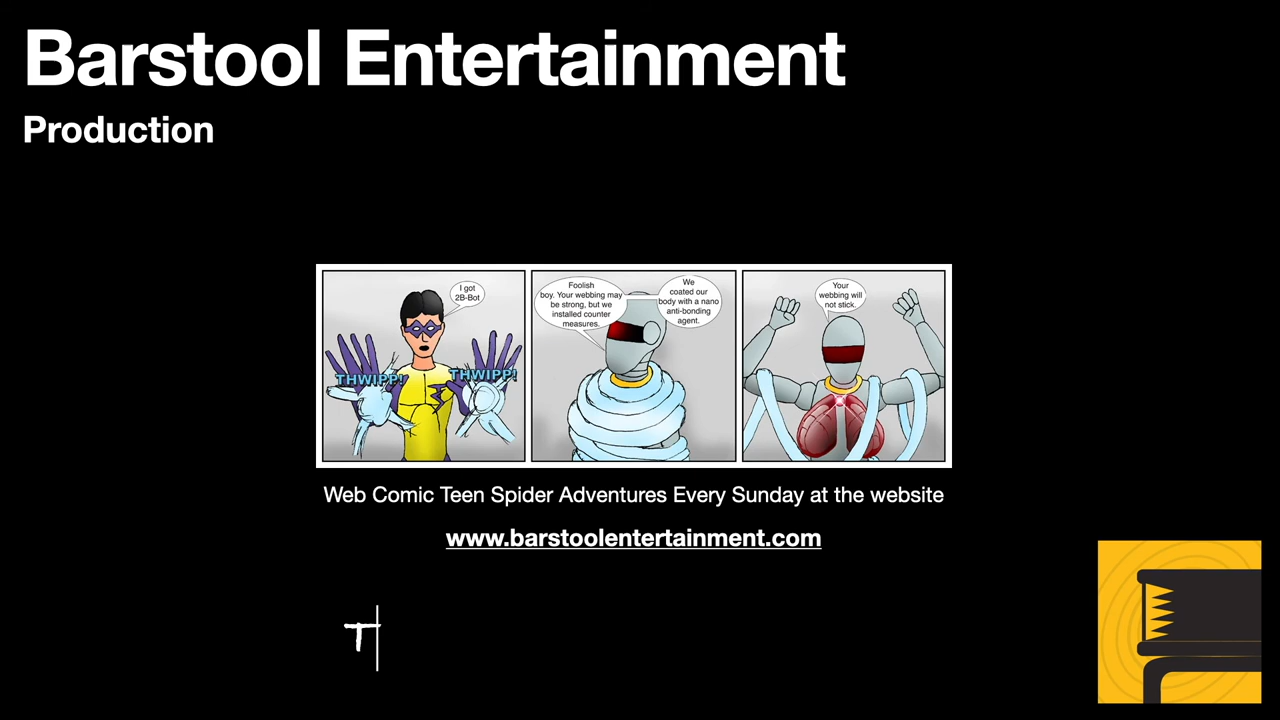 Barstool Entertainment
Production
I got
2B-Bot
THWIPP!
THWIPP!
Foolish
boy. Your webbing may
be strong, but we
installed counter
measures.
We
coated our
body with a nano
anti-bonding
agent.
Your
webbing will
not stick.
Web Comic Teen Spider Adventures Every Sunday at the website
www.barstoolentertainment.com
T